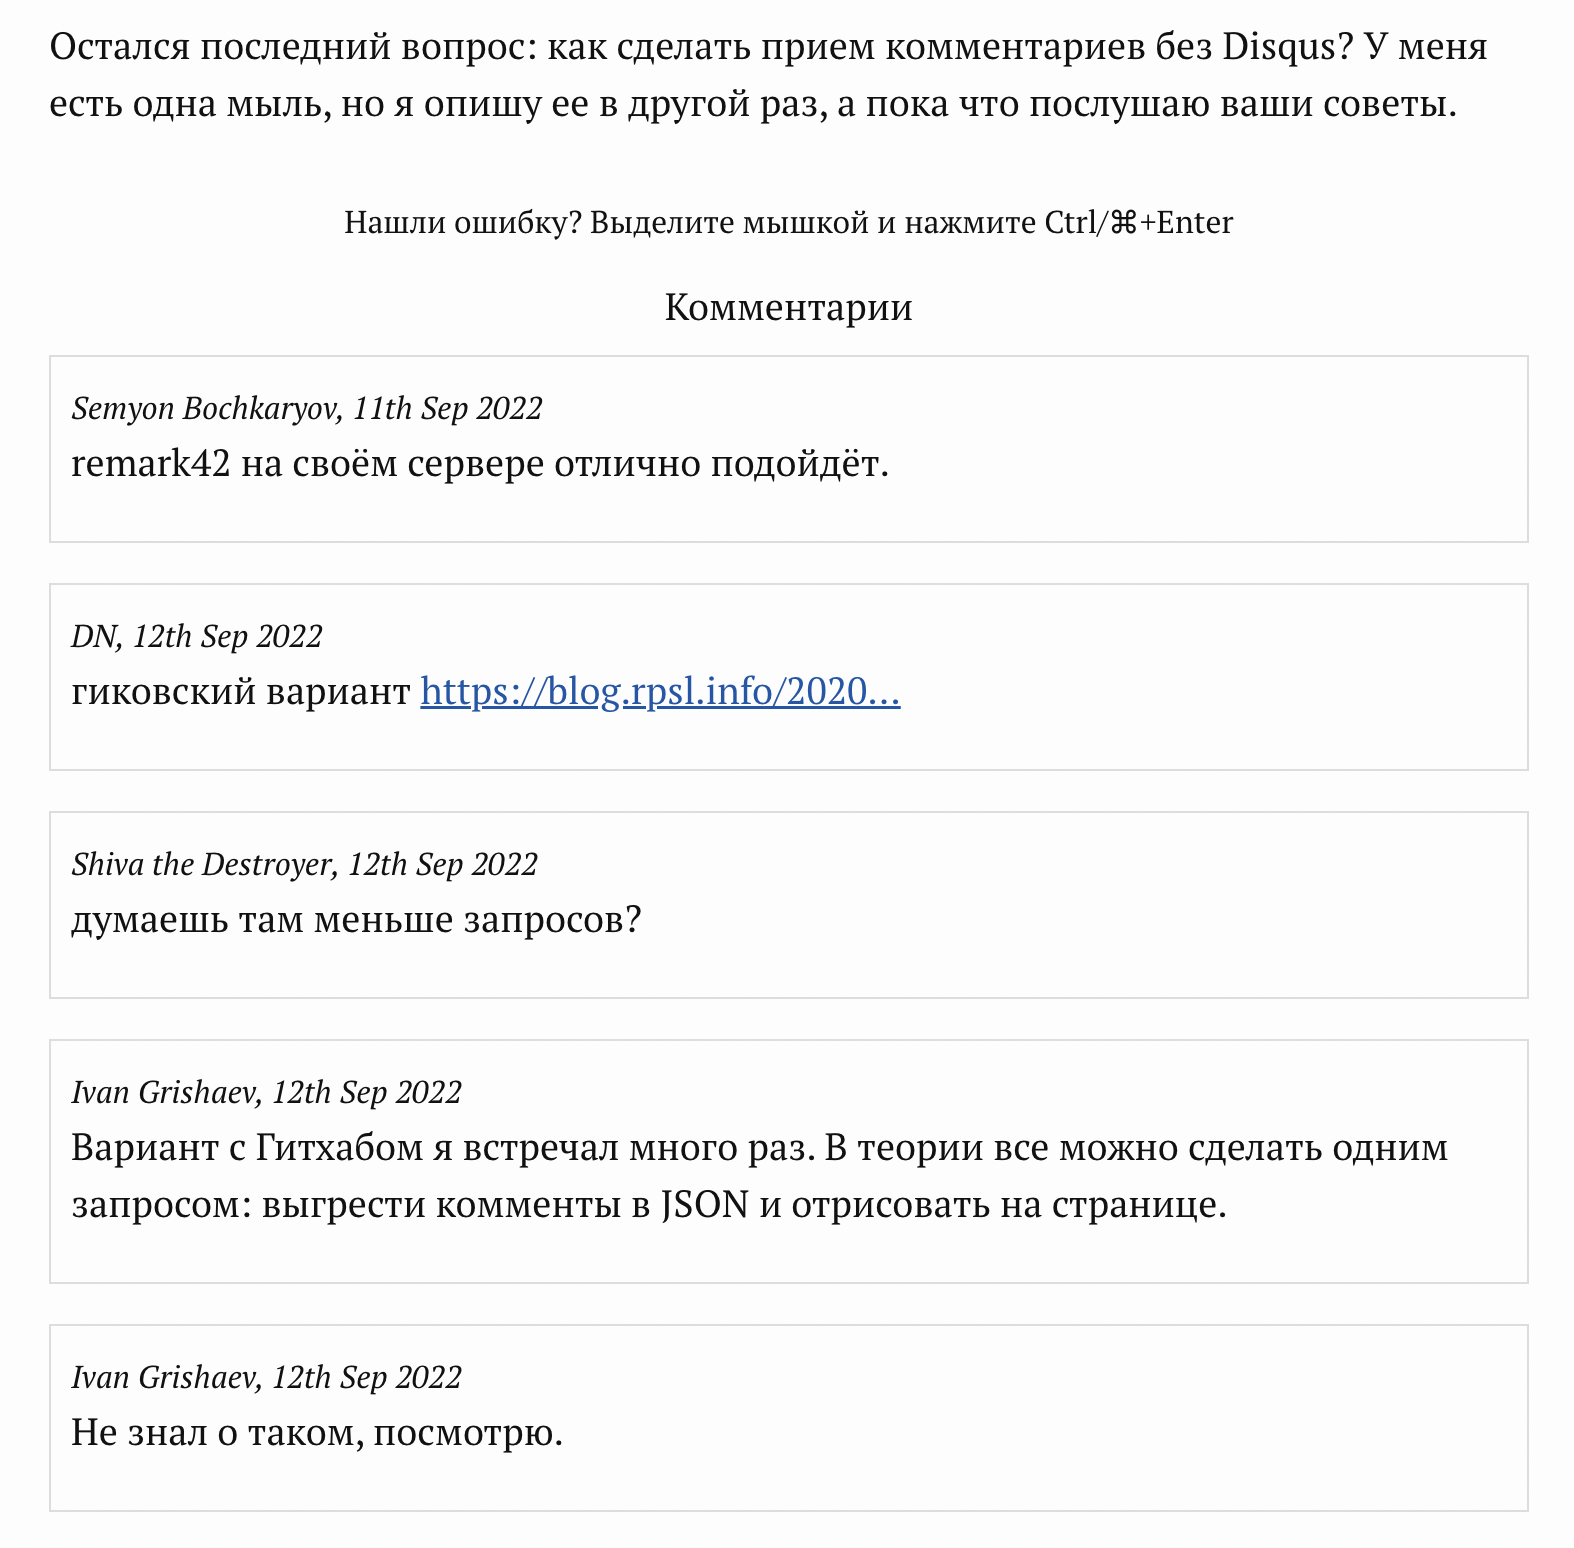 Остался последний вопрос: как сделать прием комментариев без Disqus? У меня
есть одна мыль, но я опишу ее в другой раз, а пока что послушаю ваши советы.
Нашли ошибку? Выделите мышкой и нажмите Ctrl/⌘+Enter
Комментарии
Semyon Bochkaryov, 11th Sep 2022
remark42 на своём сервере отлично подойдёт.
DN, 12th Sep 2022
гиковский вариант https://blog.rpsl.info/2020...
Shiva the Destroyer, 12th Sep 2022
думаешь там меньше запросов?
Ivan Grishaev, 12th Sep 2022
Вариант с Гитхабом я встречал много раз. В теории все можно сделать одним
запросом: выгрести комменты в JSON и отрисовать на странице.
Ivan Grishaev, 12th Sep 2022
Не знал о таком, посмотрю.